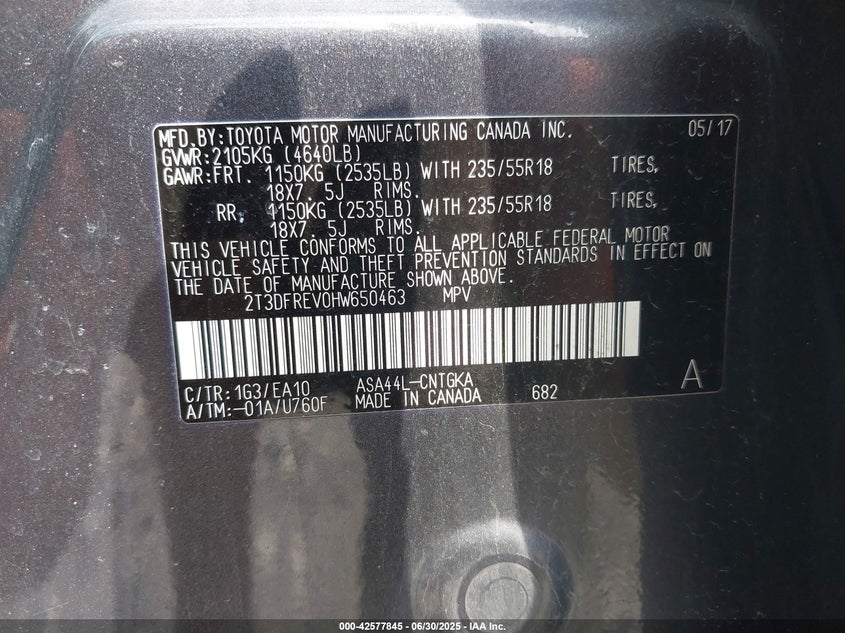 MFD.BY:TOYOTA MOTOR MANUFACTURING CANADA INC. 05/17
GVWR:2105KG (4640LB)
GAWR:FRT. 1150KG (2535LB) WITH 235/55R18 TIRES,
18X7. 5J RIMS.
RR. 1150KG (2535LB) WITH 235/55R18 TIRES,
18X7. 5J RIMS.
THIS VEHICLE CONFORMS TO ALL APPLICABLE FEDERAL MOTOR
VEHICLE SAFETY AND THEFT PREVENTION STANDARDS IN EFFECT ON
THE DATE OF MANUFACTURE SHOWN ABOVE.
2T3DFREV0HW650463 MPV
C/TR:1G3/EA10 ASA44L-CNTGKA A
A/TM:-01A/U760F MADE IN CANADA 682
000-42577845 - 06/30/2025 - IAA Inc.